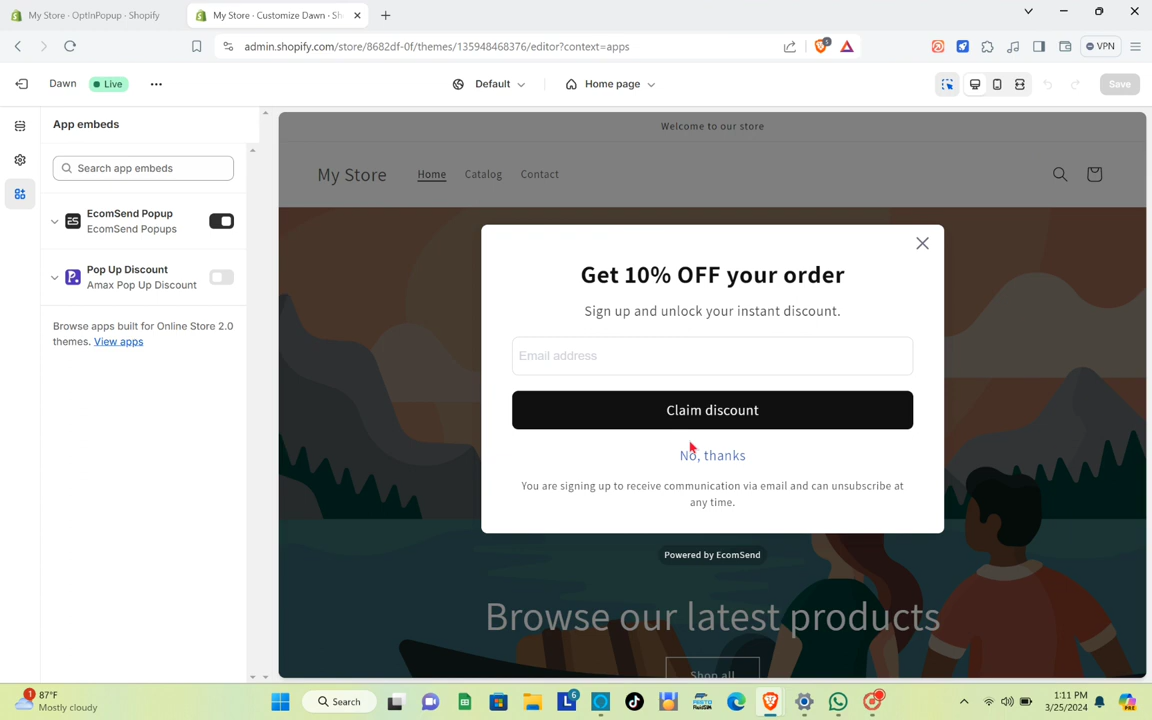 My Store · OptInPopup · Shopify
My Store · Customize Dawn · Sh
admin.shopify.com/store/8682df-0f/themes/135948468376/editor?context=apps
VPN
Dawn
Live
Default
Home page
Save
App embeds
Search app embeds
EcomSend Popup
EcomSend Popups
Pop Up Discount
Amax Pop Up Discount
Browse apps built for Online Store 2.0
themes. View apps
Welcome to our store
My Store
Home
Catalog
Contact
Get 10% OFF your order
Sign up and unlock your instant discount.
Email address
Claim discount
No, thanks
You are signing up to receive communication via email and can unsubscribe at
any time.
Powered by EcomSend
Browse our latest products
Shop all
87°F
Mostly cloudy
Search
1:11 PM
3/25/2024